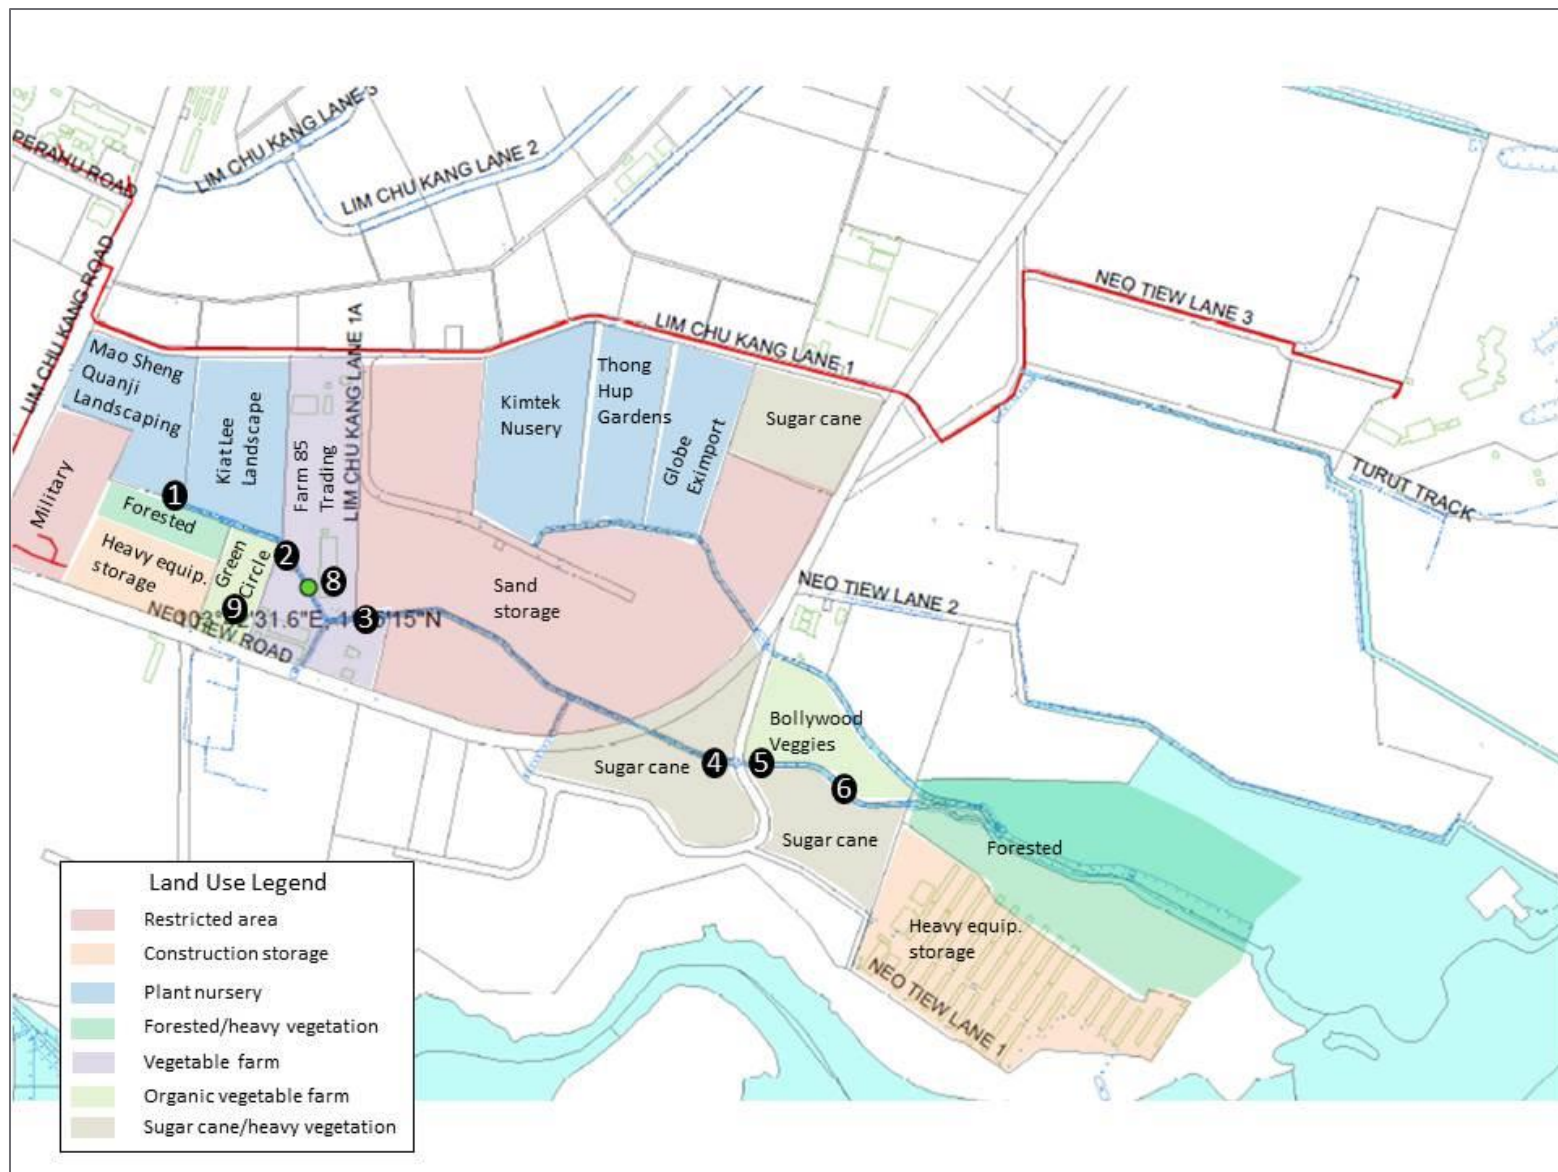 LIM CHU KANG LANE 3
PERAHU ROAD
LIM CHU KANG LANE 2
LIM CHU KANG ROAD
NEO TIEW LANE 3
LIM CHU KANG LANE 1
LIM CHU KANG LANE 1A
Mao Sheng
Quanji
Landscaping
Kiat Lee
Landscape
Farm 85
Trading
Kimtek
Nusery
Thong
Hup
Gardens
Globe
Eximport
Sugar cane
TURUT TRACK
Military
1
Forested
Heavy equip.
storage
Green
Circle
2
8
9
3
Sand
storage
NEO TIEW LANE 2
NEO TIEW ROAD
Bollywood
Veggies
Sugar cane
4
5
6
Sugar cane
Forested
Heavy equip.
storage
NEO TIEW LANE 1
Land Use Legend
Restricted area
Construction storage
Plant nursery
Forested/heavy vegetation
Vegetable farm
Organic vegetable farm
Sugar cane/heavy vegetation